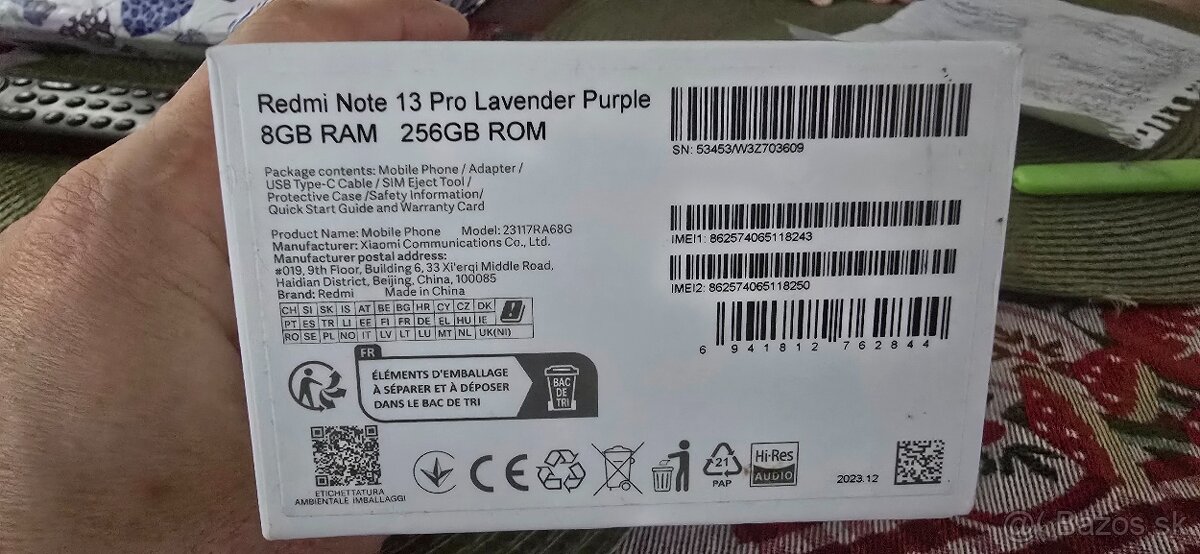 Redmi Note 13 Pro Lavender Purple
8GB RAM 256GB ROM
Package contents: Mobile Phone / Adapter /
USB Type-C Cable / SIM Eject Tool /
Protective Case /Safety Information/
Quick Start Guide and Warranty Card
Product Name: Mobile Phone Model: 23117RA68G
Manufacturer: Xiaomi Communications Co., Ltd.
Manufacturer postal address:
#019, 9th Floor, Building 6, 33 Xi'erqi Middle Road,
Haidian District, Beijing, China, 100085
Brand: Redmi Made in China
CH SI SK IS AT BE BG HR CY CZ DK
PT ES TR LI EE FI FR DE EL HU IE
RO SE PL NO IT LV LT LU MT NL UK(NI)
SN: 53453/W3Z703609
IMEI1: 862574065118243
IMEI2: 862574065118250
6 941812 762844
FR
ÉLÉMENTS D'EMBALLAGE
À SÉPARER ET À DÉPOSER
DANS LE BAC DE TRI
BAC
DE
TRI
ETICHETTATURA
AMBIENTALE IMBALLAGGI
CE
21
PAP
Hi-Res
AUDIO
2023.12
Bazos.sk